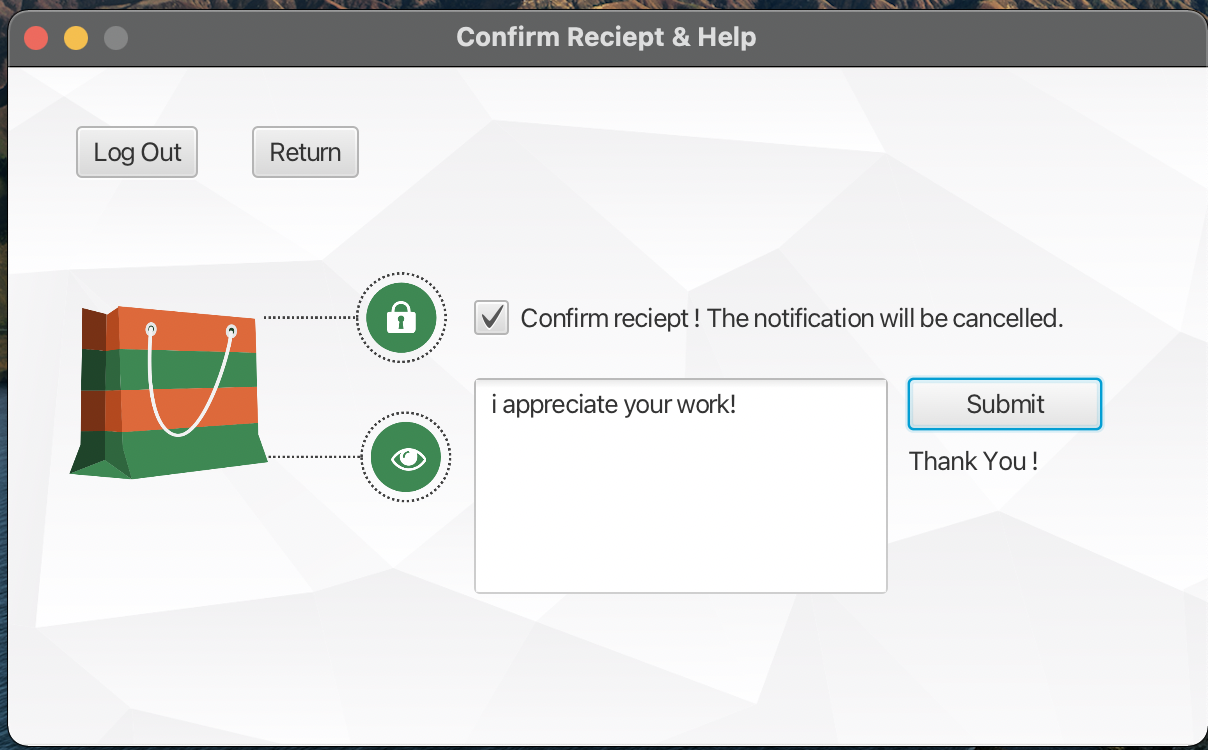 Confirm Reciept & Help
Log Out
Return
Confirm reciept ! The notification will be cancelled.
i appreciate your work!
Submit
Thank You !